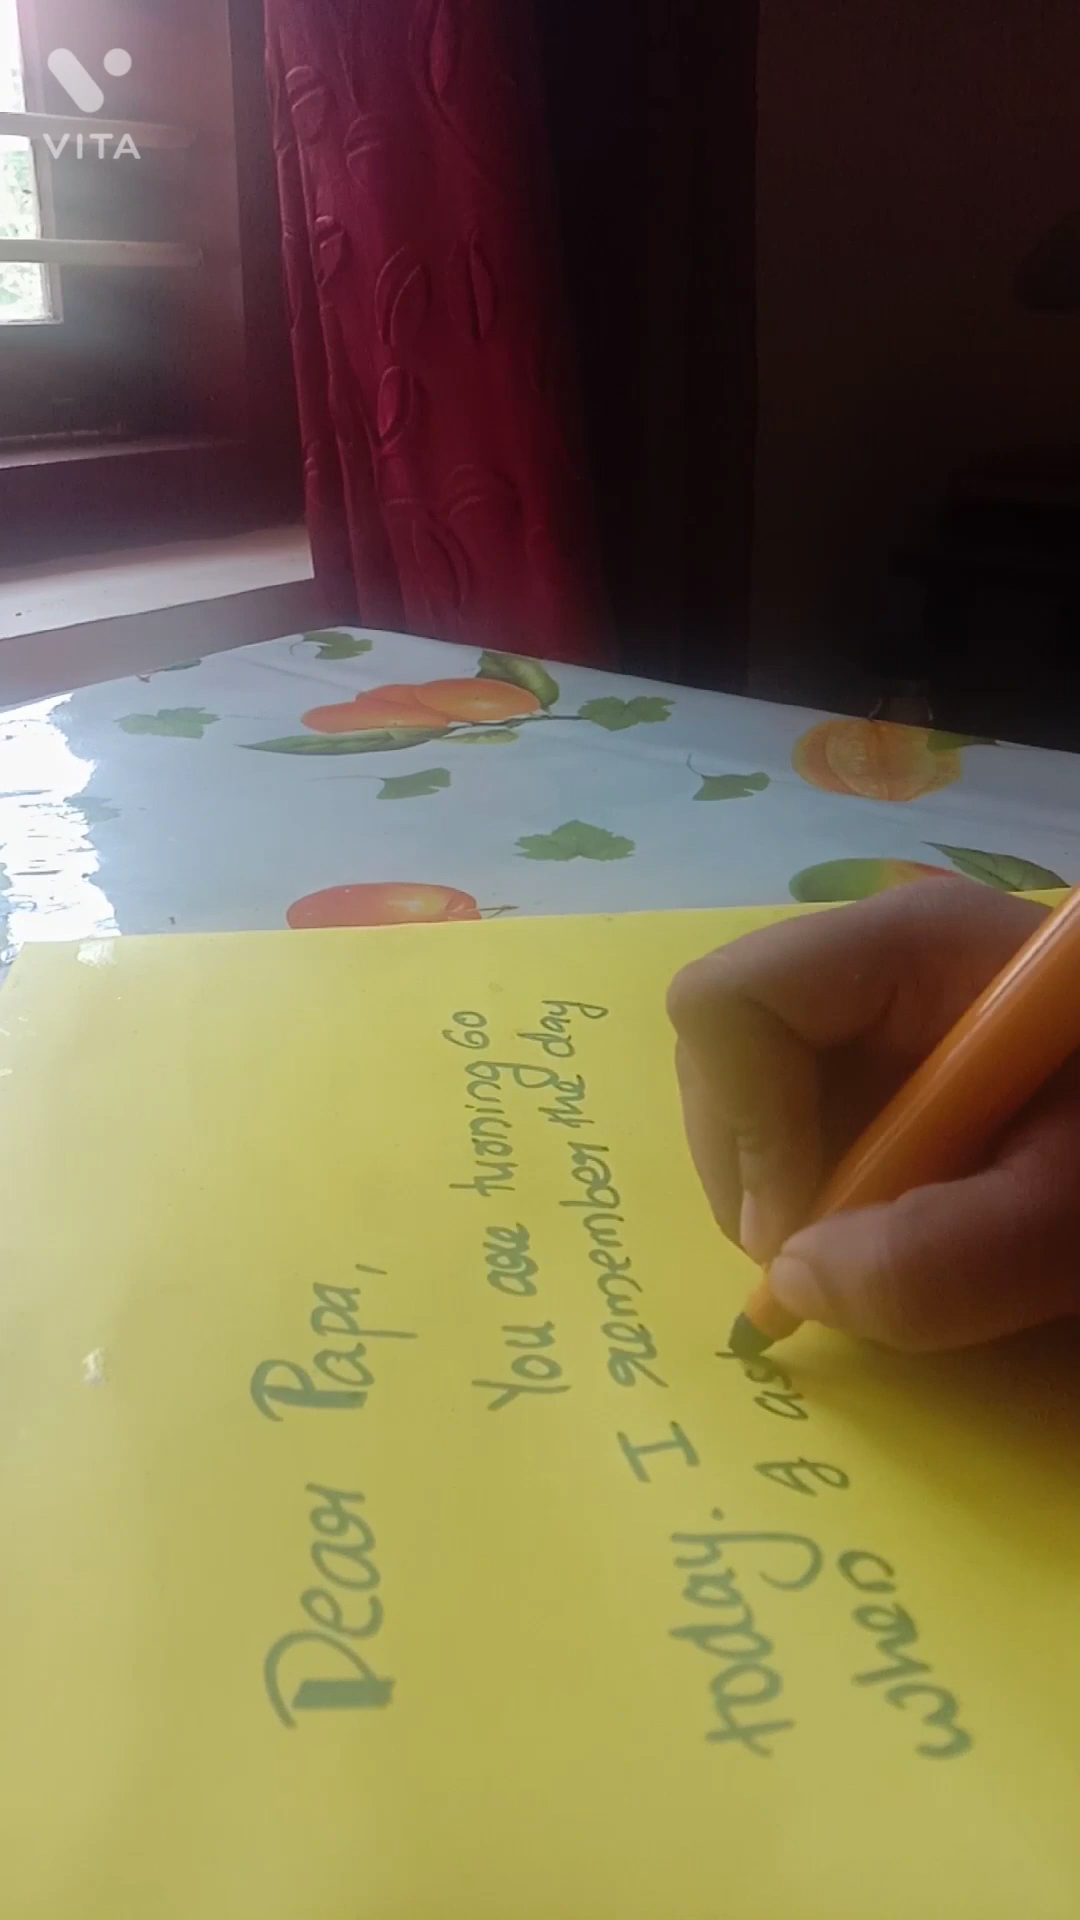 VITA
Dear Papa,
You are turning 60
today. I remember the day
when I as